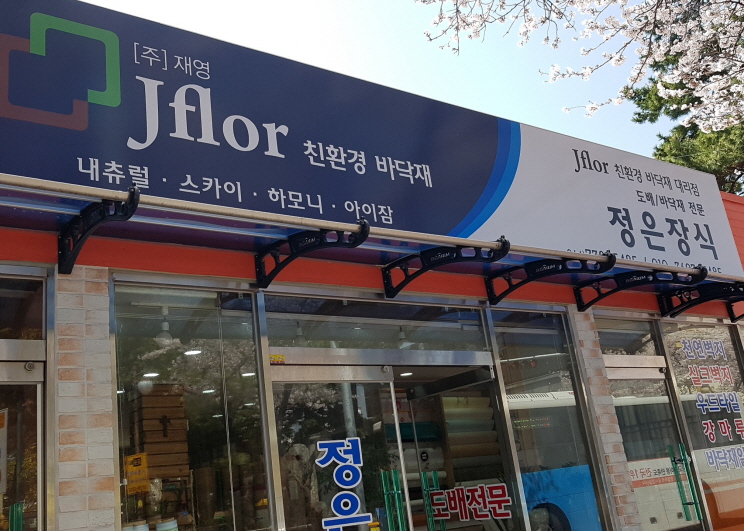 [주] 재영
Jflor 친환경 바닥재
내츄럴 · 스카이 · 하모니 · 아이잠
Jflor 친환경 바닥재 대리점
도배/바닥재 전문
정은장식
천연벽지
실크벽지
우드타일
강마루
정은
도배전문